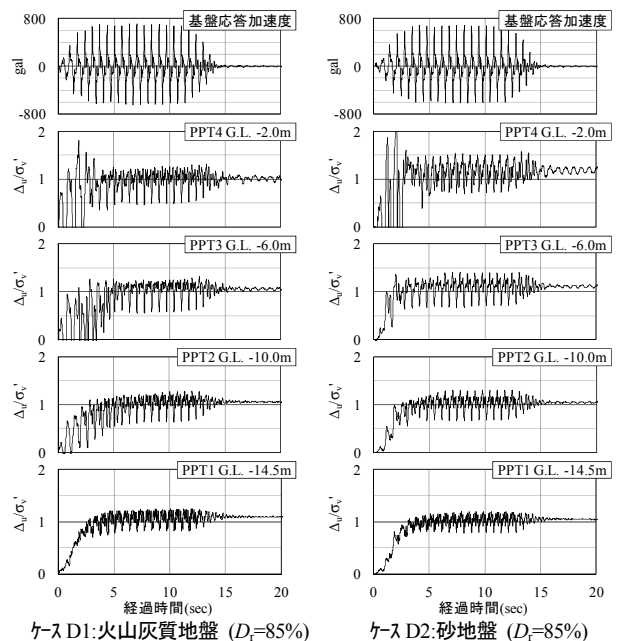 基盤応答加速度
800
0
-800
gal
PPT4 G.L. -2.0m
2
1
0
Δu/σv'
PPT3 G.L. -6.0m
2
1
0
Δu/σv'
PPT2 G.L. -10.0m
2
1
0
Δu/σv'
PPT1 G.L. -14.5m
2
1
0
Δu/σv'
0 5 10 15 20
経過時間(sec)
ケース D1:火山灰質地盤 (Dr=85%)
基盤応答加速度
800
0
-800
gal
PPT4 G.L. -2.0m
2
1
0
Δu/σv'
PPT3 G.L. -6.0m
2
1
0
Δu/σv'
PPT2 G.L. -10.0m
2
1
0
Δu/σv'
PPT1 G.L. -14.5m
2
1
0
Δu/σv'
0 5 10 15 20
経過時間(sec)
ケース D2:砂地盤 (Dr=85%)